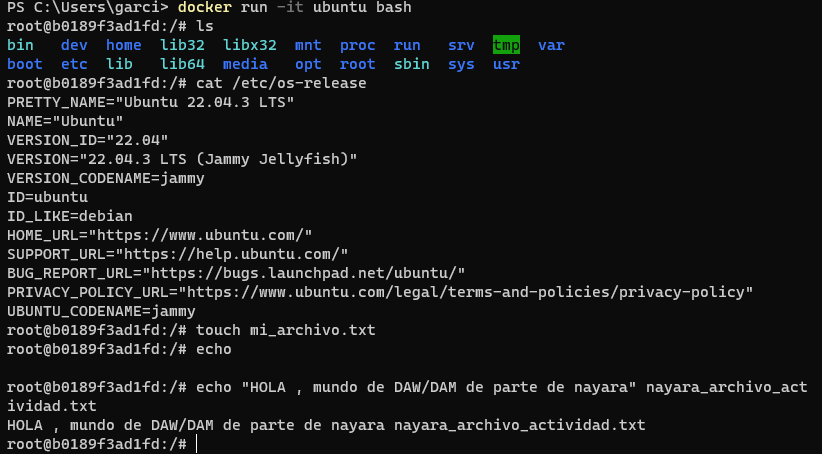 PS C:\Users\garci> docker run -it ubuntu bash
root@b0189f3ad1fd:/# ls
bin   dev  home  lib32  libx32  mnt  proc  run   srv  tmp  var
boot  etc  lib   lib64  media   opt  root  sbin  sys  usr
root@b0189f3ad1fd:/# cat /etc/os-release
PRETTY_NAME="Ubuntu 22.04.3 LTS"
NAME="Ubuntu"
VERSION_ID="22.04"
VERSION="22.04.3 LTS (Jammy Jellyfish)"
VERSION_CODENAME=jammy
ID=ubuntu
ID_LIKE=debian
HOME_URL="https://www.ubuntu.com/"
SUPPORT_URL="https://help.ubuntu.com/"
BUG_REPORT_URL="https://bugs.launchpad.net/ubuntu/"
PRIVACY_POLICY_URL="https://www.ubuntu.com/legal/terms-and-policies/privacy-policy"
UBUNTU_CODENAME=jammy
root@b0189f3ad1fd:/# touch mi_archivo.txt
root@b0189f3ad1fd:/# echo

root@b0189f3ad1fd:/# echo "HOLA , mundo de DAW/DAM de parte de nayara" nayara_archivo_act
ividad.txt
HOLA , mundo de DAW/DAM de parte de nayara nayara_archivo_actividad.txt
root@b0189f3ad1fd:/#